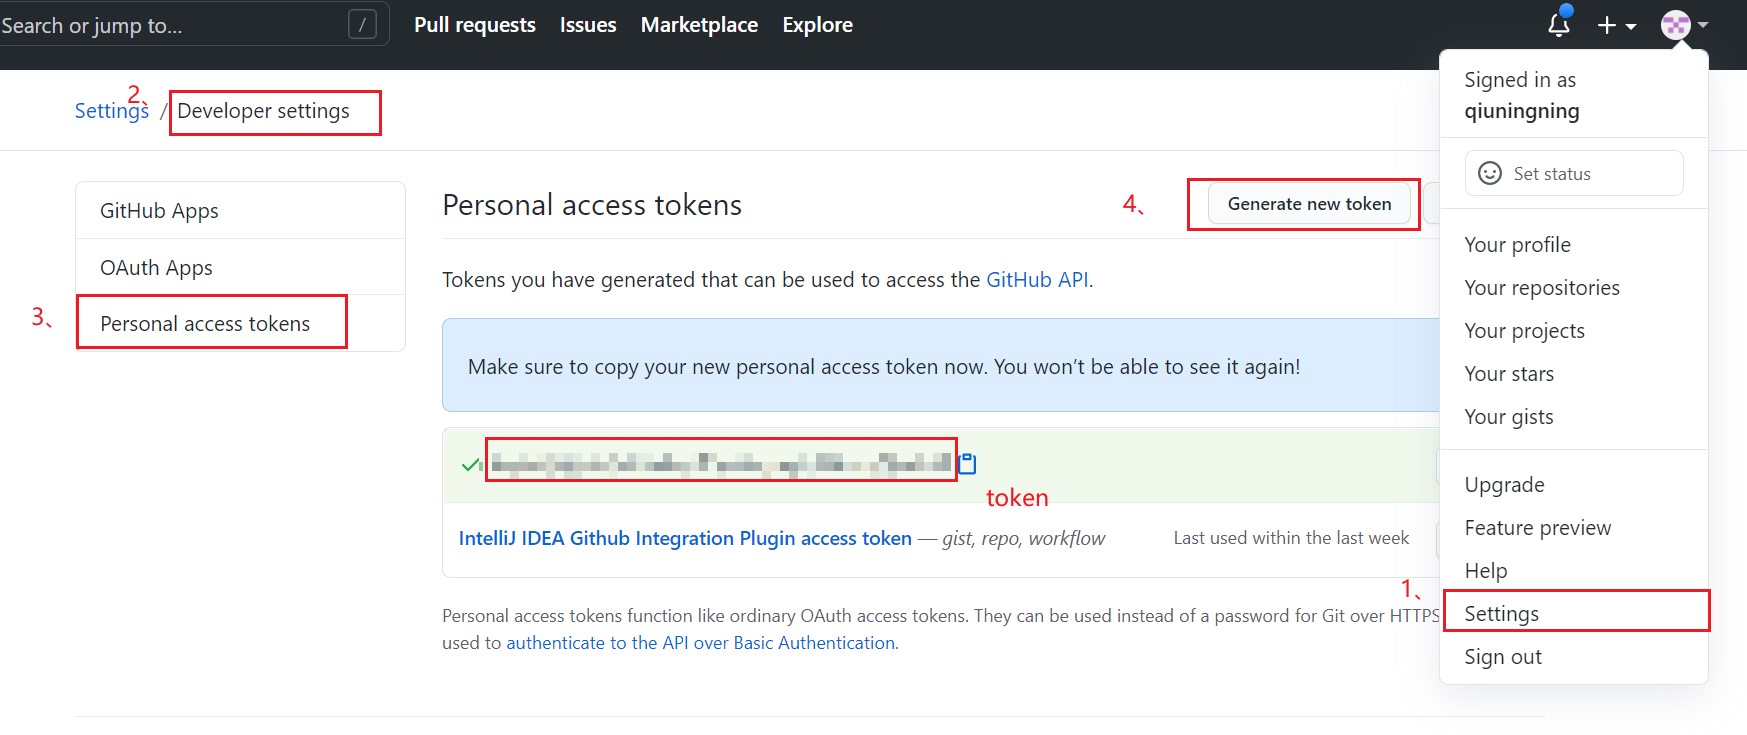 Search or jump to...
/
Pull requests
Issues
Marketplace
Explore
Signed in as
qiuningning
Set status
Your profile
Your repositories
Your projects
Your stars
Your gists
Upgrade
Feature preview
Help
1、
Settings
Sign out
2、
Settings / Developer settings
GitHub Apps
OAuth Apps
3、
Personal access tokens
Personal access tokens
4、
Generate new token
Tokens you have generated that can be used to access the GitHub API.
Make sure to copy your new personal access token now. You won’t be able to see it again!
token
IntelliJ IDEA Github Integration Plugin access token — gist, repo, workflow
Last used within the last week
Personal access tokens function like ordinary OAuth access tokens. They can be used instead of a password for Git over HTTPS
used to authenticate to the API over Basic Authentication.